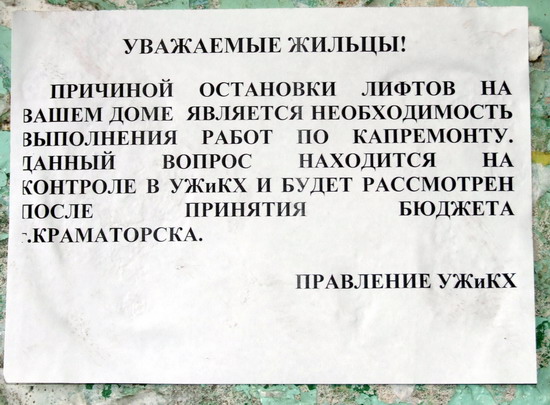 УВАЖАЕМЫЕ ЖИЛЬЦЫ!
ПРИЧИНОЙ ОСТАНОВКИ ЛИФТОВ НА
ВАШЕМ ДОМЕ ЯВЛЯЕТСЯ НЕОБХОДИМОСТЬ
ВЫПОЛНЕНИЯ РАБОТ ПО КАПРЕМОНТУ.
ДАННЫЙ ВОПРОС НАХОДИТСЯ НА
КОНТРОЛЕ В УЖиКХ И БУДЕТ РАССМОТРЕН
ПОСЛЕ ПРИНЯТИЯ БЮДЖЕТА
г.КРАМАТОРСКА.
ПРАВЛЕНИЕ УЖиКХ